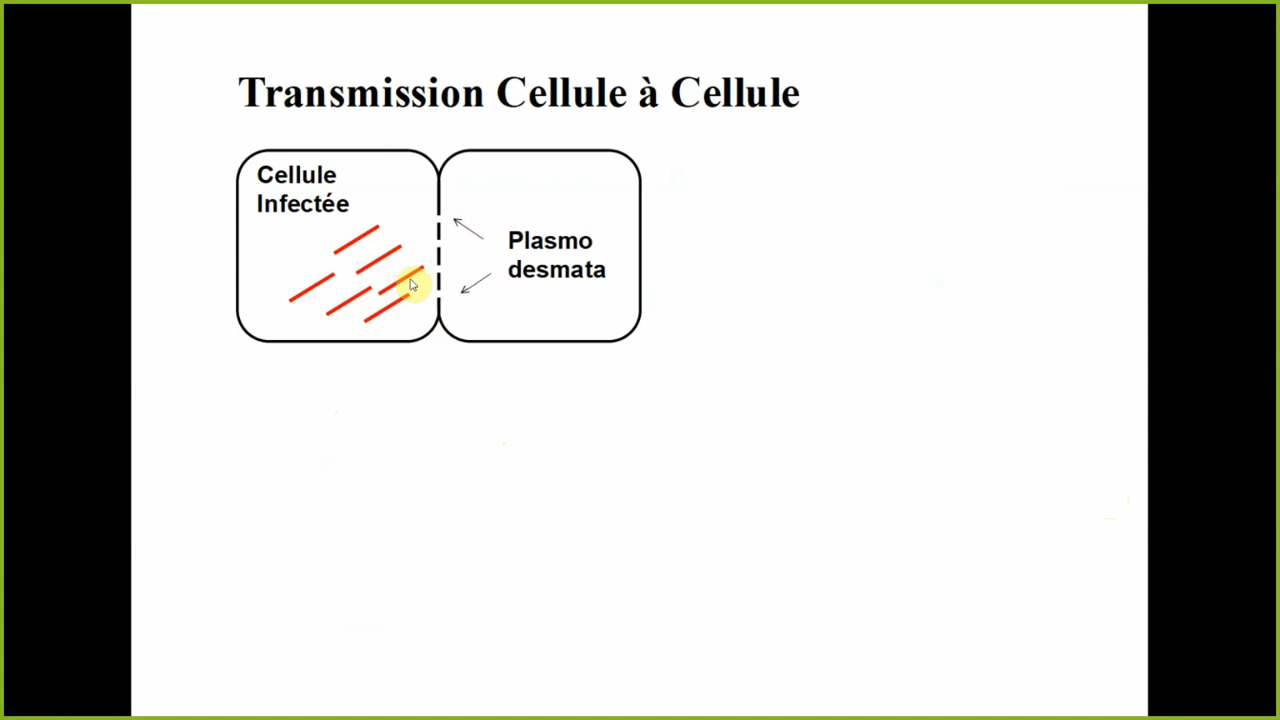 Transmission Cellule à Cellule
Cellule
Infectée
Plasmo
desmata